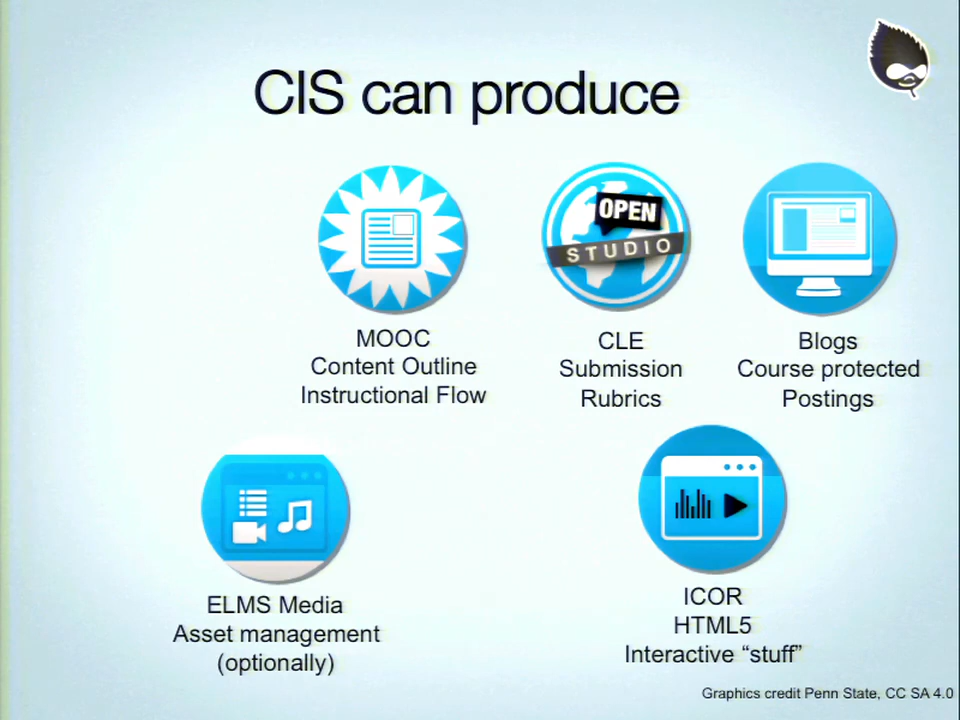 CIS can produce
OPEN
STUDIO
MOOC
Content Outline
Instructional Flow
CLE
Submission
Rubrics
Blogs
Course protected
Postings
ELMS Media
Asset management
(optionally)
ICOR
HTML5
Interactive “stuff”
Graphics credit Penn State, CC SA 4.0